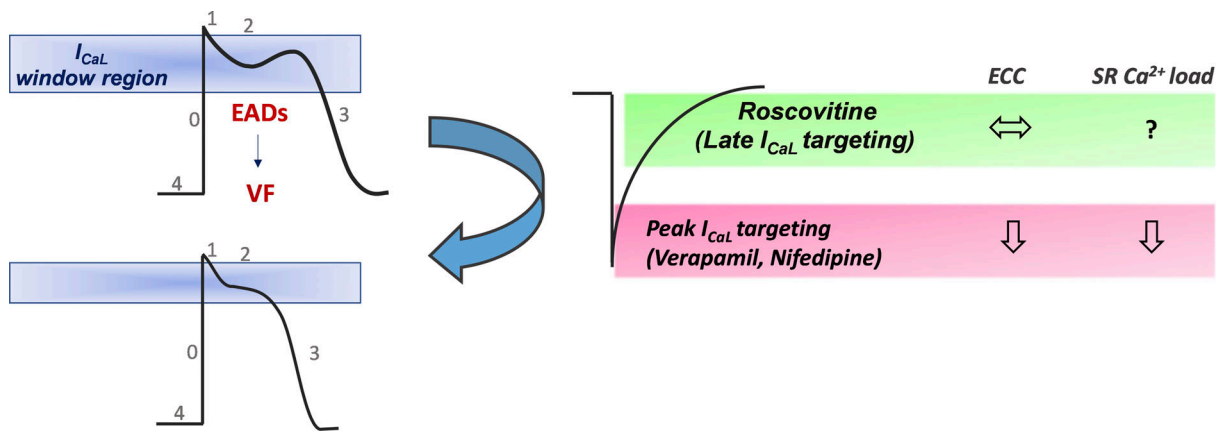 1
2
I CaL
window region
0
EADs
3
VF
4
1
2
0
3
4
ECC
SR Ca2+ load
Roscovitine
(Late ICaL targeting)
?
Peak ICaL targeting
(Verapamil, Nifedipine)